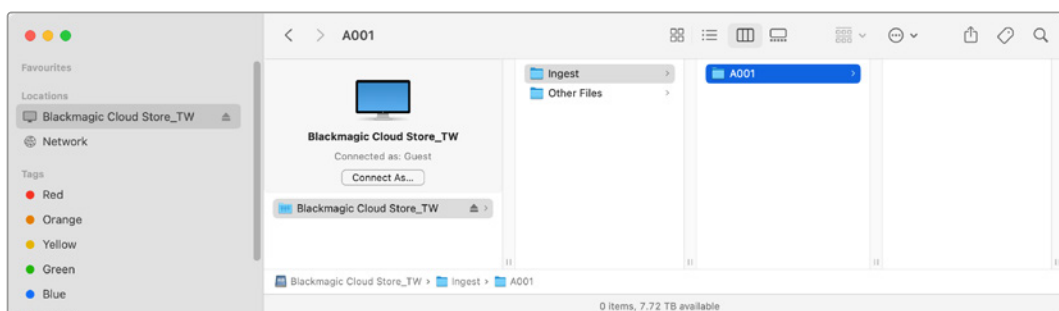 A001
Favourites
Locations
Blackmagic Cloud Store_TW
Network
Tags
Red
Orange
Yellow
Green
Blue
Blackmagic Cloud Store_TW
Connected as: Guest
Connect As...
Blackmagic Cloud Store_TW
Ingest
Other Files
A001
Blackmagic Cloud Store_TW › Ingest › A001
0 items, 7.72 TB available